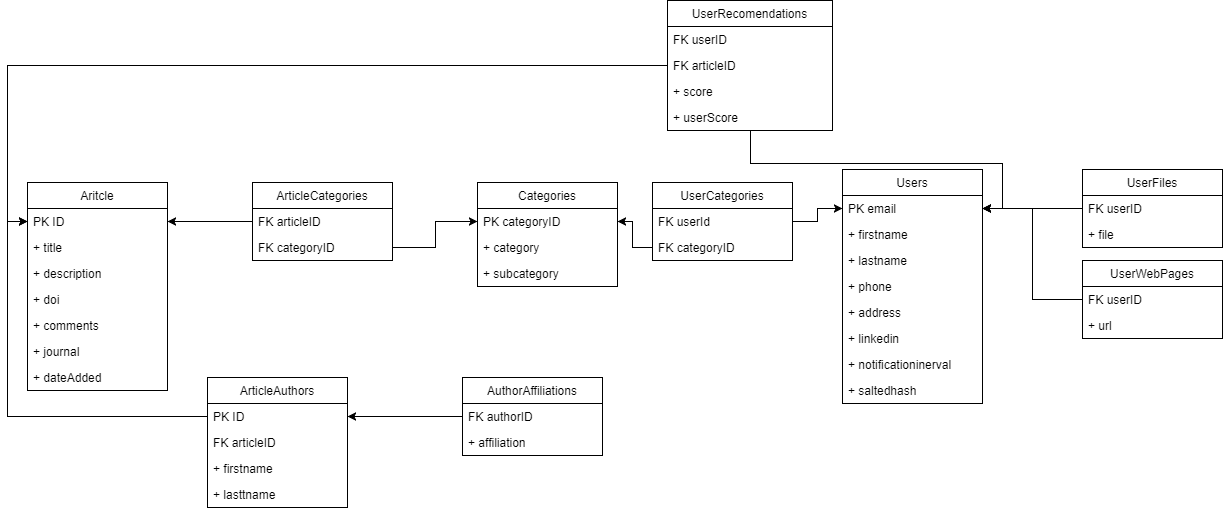 UserRecomendations
FK userID
FK articleID
+ score
+ userScore
Aritcle
PK ID
+ title
+ description
+ doi
+ comments
+ journal
+ dateAdded
ArticleCategories
FK articleID
FK categoryID
Categories
PK categoryID
+ category
+ subcategory
UserCategories
FK userId
FK categoryID
Users
PK email
+ firstname
+ lastname
+ phone
+ address
+ linkedin
+ notificationinerval
+ saltedhash
UserFiles
FK userID
+ file
UserWebPages
FK userID
+ url
ArticleAuthors
PK ID
FK articleID
+ firstname
+ lasttname
AuthorAffiliations
FK authorID
+ affiliation